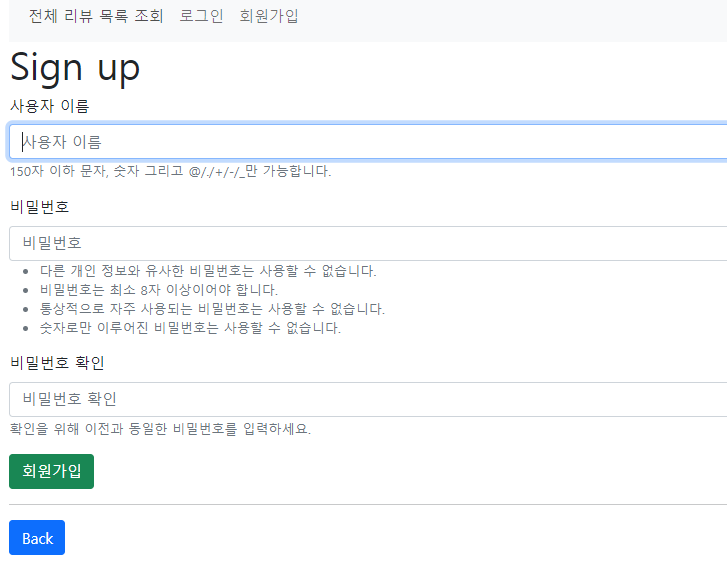 전체 리뷰 목록 조회 로그인 회원가입
Sign up
사용자 이름
사용자 이름
150자 이하 문자, 숫자 그리고 @/./+/-/_만 가능합니다.
비밀번호
비밀번호
다른 개인 정보와 유사한 비밀번호는 사용할 수 없습니다.
비밀번호는 최소 8자 이상이어야 합니다.
통상적으로 자주 사용되는 비밀번호는 사용할 수 없습니다.
숫자로만 이루어진 비밀번호는 사용할 수 없습니다.
비밀번호 확인
비밀번호 확인
확인을 위해 이전과 동일한 비밀번호를 입력하세요.
회원가입
Back